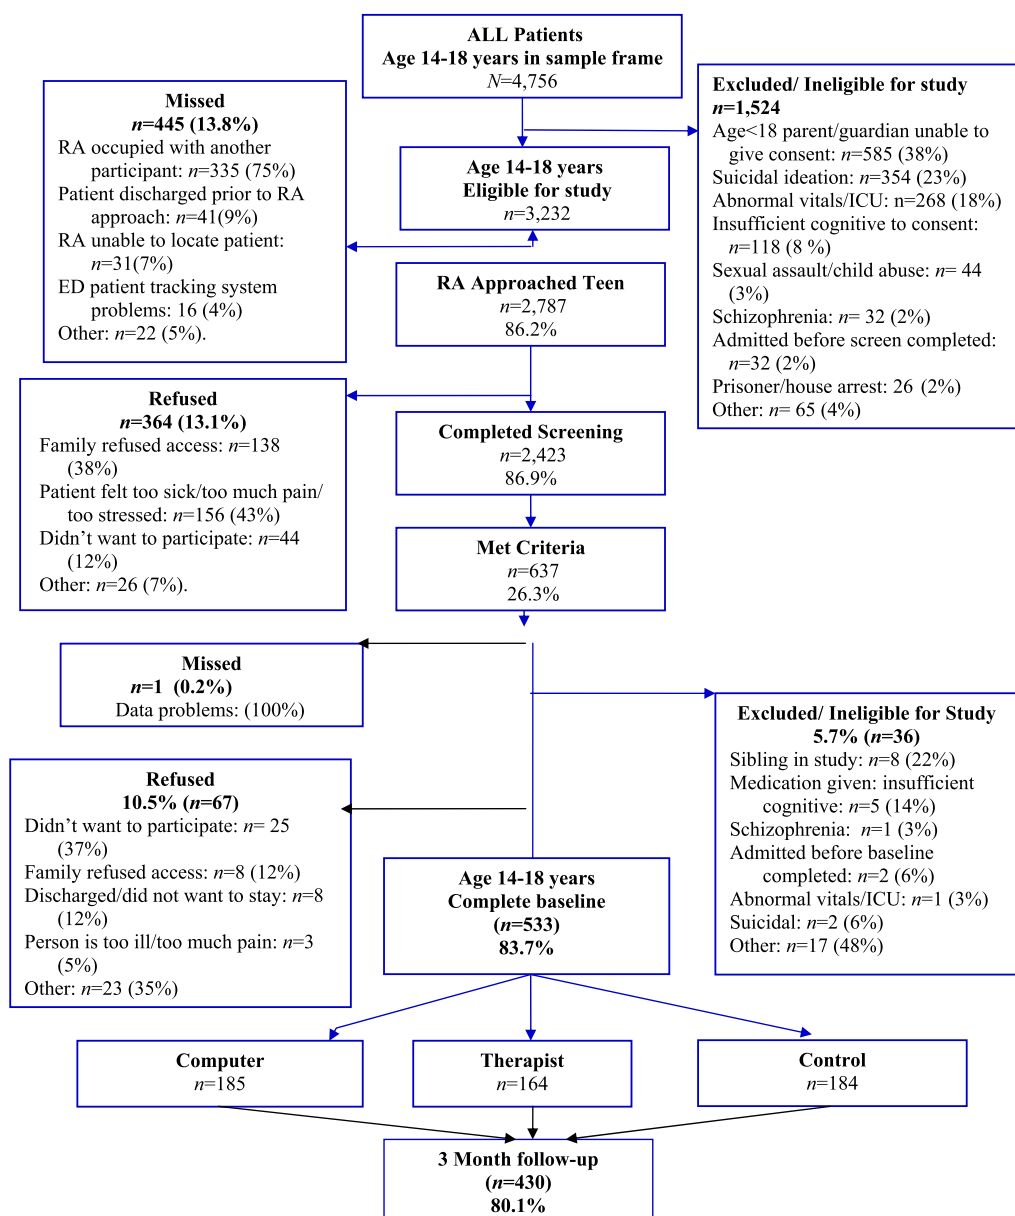 ALL Patients
Age 14-18 years in sample frame
N=4,756
Excluded/ Ineligible for study
n=1,524
Age<18 parent/guardian unable to
give consent: n=585 (38%)
Suicidal ideation: n=354 (23%)
Abnormal vitals/ICU: n=268 (18%)
Insufficient cognitive to consent:
n=118 (8 %)
Sexual assault/child abuse: n= 44
(3%)
Schizophrenia: n= 32 (2%)
Admitted before screen completed:
n=32 (2%)
Prisoner/house arrest: 26 (2%)
Other: n= 65 (4%)
Missed
n=445 (13.8%)
RA occupied with another
participant: n=335 (75%)
Patient discharged prior to RA
approach: n=41(9%)
RA unable to locate patient:
n=31(7%)
ED patient tracking system
problems: 16 (4%)
Other: n=22 (5%).
Age 14-18 years
Eligible for study
n=3,232
RA Approached Teen
n=2,787
86.2%
Refused
n=364 (13.1%)
Family refused access: n=138
(38%)
Patient felt too sick/too much pain/
too stressed: n=156 (43%)
Didn't want to participate: n=44
(12%)
Other: n=26 (7%).
Completed Screening
n=2,423
86.9%
Met Criteria
n=637
26.3%
Missed
n=1 (0.2%)
Data problems: (100%)
Excluded/ Ineligible for Study
5.7% (n=36)
Sibling in study: n=8 (22%)
Medication given: insufficient
cognitive: n=5 (14%)
Schizophrenia: n=1 (3%)
Admitted before baseline
completed: n=2 (6%)
Abnormal vitals/ICU: n=1 (3%)
Suicidal: n=2 (6%)
Other: n=17 (48%)
Refused
10.5% (n=67)
Didn't want to participate: n= 25
(37%)
Family refused access: n=8 (12%)
Discharged/did not want to stay: n=8
(12%)
Person is too ill/too much pain: n=3
(5%)
Other: n=23 (35%)
Age 14-18 years
Complete baseline
(n=533)
83.7%
Computer
n=185
Therapist
n=164
Control
n=184
3 Month follow-up
(n=430)
80.1%